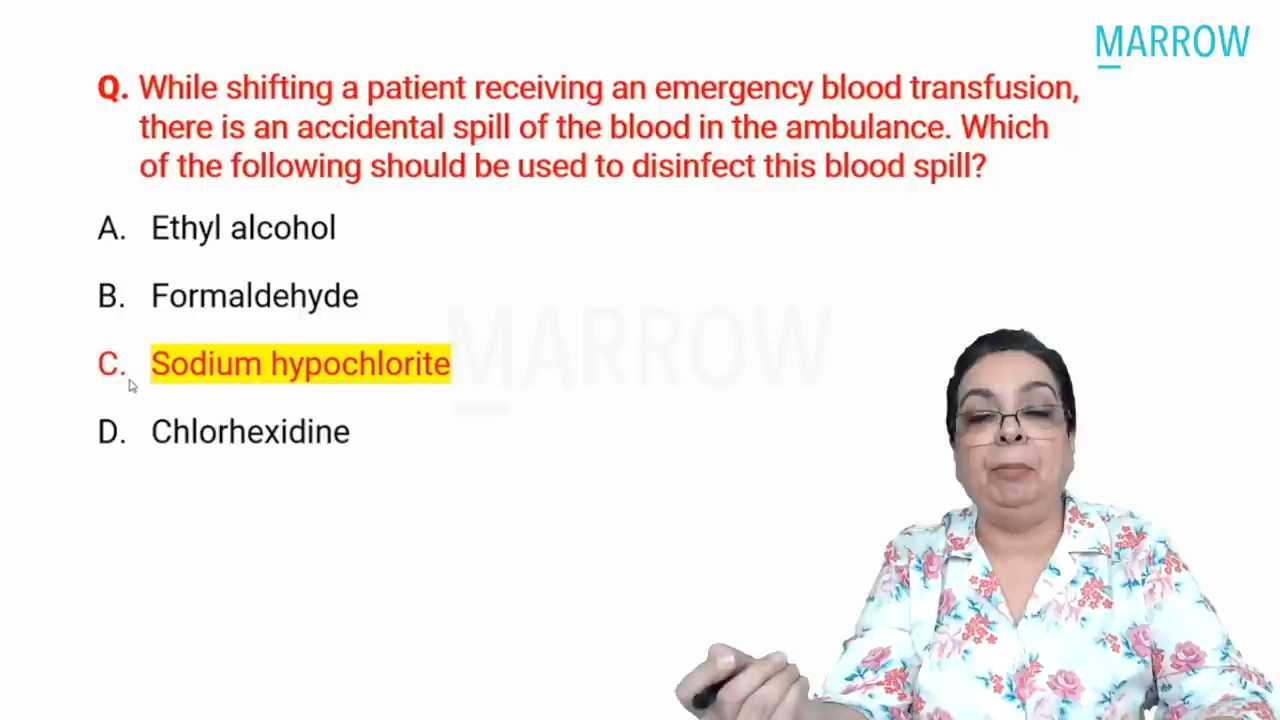 MARROW
Q. While shifting a patient receiving an emergency blood transfusion,
there is an accidental spill of the blood in the ambulance. Which
of the following should be used to disinfect this blood spill?
A. Ethyl alcohol
B. Formaldehyde
MARROW
C. Sodium hypochlorite
D. Chlorhexidine